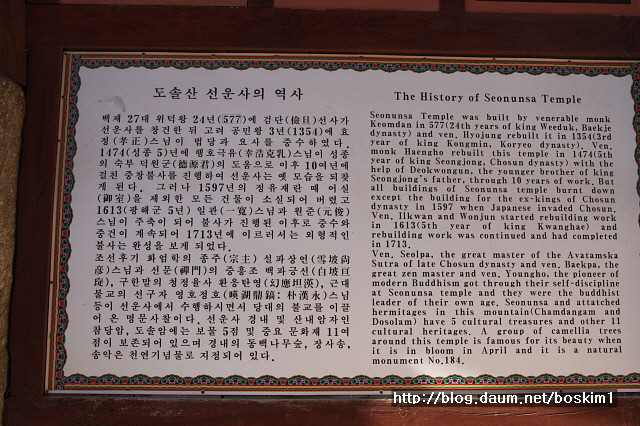 도솔산 선운사의 역사
백제 27대 위덕왕 24년(577)에 검단(儉旦)선사가
선운사를 창건한 뒤 고려 공민왕 3년(1354)에 효
정(孝正)스님이 법당과 요사를 중수하였다.
1474(성종 5)년에 행호극유(幸浩克乳)스님이 성종
의 숙부 덕원군(德源君)의 도움으로 이후 10여년에
걸친 중창불사를 진행하여 선운사는 옛 모습을 되찾
게 된다. 그러나 1597년의 정유재란 때 어실
(御室)을 제외한 모든 건물이 소실되어 버렸고
1613(광해군 5년) 일관(一寬)스님과 원준(元俊)
스님이 주축이 되어 불사가 진행된 이후로 중수와
중건이 계속되어 1713년에 이르러서는 외형적인
불사는 완성을 보게 되었다.
조선후기 화엄학의 종주(宗主) 설파상언(雪坡尙
彦)스님과 선문(禪門)의 중흥조 백파긍선(白坡亘
璇), 구한말의 청정율사 환응탄영(幻應坦漢), 근대
불교의 선구자 영호정호(暎湖鼎鎬: 朴漢永)스님
등이 선운사에서 수행하시면서 당대의 불교를 이끌
어 온 명문사찰이다. 선운사 경내 및 산내암자인
참당암, 도솔암에는 보물 5점 및 중요 문화재 11여
점이 보존되어 있으며 경내의 동백나무숲, 장사송,
송악은 천연기념물로 지정되어 있다.
The History of Seonunsa Temple
Seonunsa Temple was built by venerable monk
Keomdan in 577(24th years of king Weeduk, Baekje
dynasty) and ven. Hyojung rebuilt it in 1354(3rd
year of king Kongmin, Koryeo dynasty). Ven.
monk Haengho rebuilt this temple in 1474(5th
year of king Seongjong, Chosun dynasty) with the
help of Deokwongun, the younger brother of king
Seongjong's father, through 10 years of work. But
all buildings of Seonunsa temple burnt down
except the building for the ex-kings of Chosun
dynasty in 1597 when Japanese invaded Chosun.
Ven. Ilkwan and Wonjun started rebuilding work
in 1613(5th year of king Kwanghae) and
rebuilding work was continued and had completed
in 1713.
Ven. Seolpa, the great master of the Avatamska
Sutra of late Chosun dynasty and ven. Baekpa, the
great zen master and ven. Youngho, the pioneer of
modern Buddhism got through their self-discipline
at Seonunsa temple and they were the buddhist
leader of their own age. Seonunsa and attatched
hermitages in this mountain(Chamdangam and
Dosolam) have 5 cultural treasures and other 11
cultural heritages. A group of camellia trees
around this temple is famous for its beauty when
it is in bloom in April and it is a natural
monument No.184.
http://blog.daum.net/boskim1